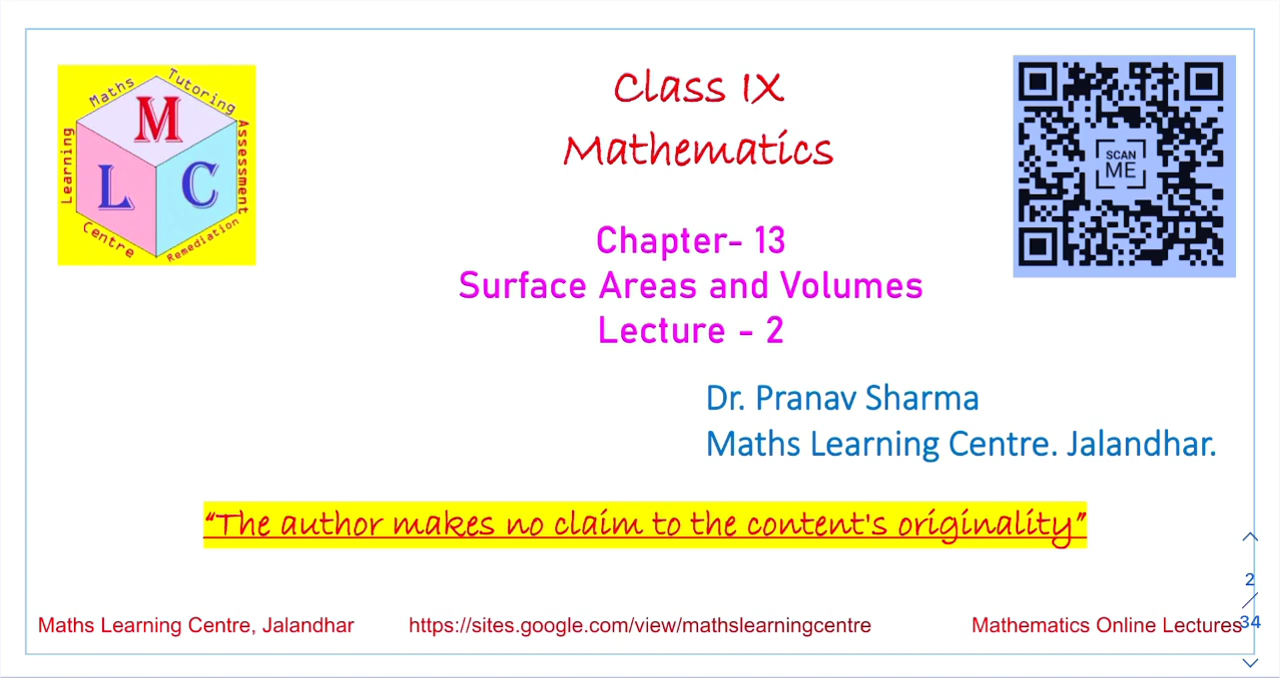 Maths
Tutoring
Assessment
Remediation
Centre
Learning
M
L C
Class IX
Mathematics
SCAN
ME
Chapter- 13
Surface Areas and Volumes
Lecture - 2
Dr. Pranav Sharma
Maths Learning Centre. Jalandhar.
“The author makes no claim to the content's originality”
2
34
Maths Learning Centre, Jalandhar https://sites.google.com/view/mathslearningcentre Mathematics Online Lectures